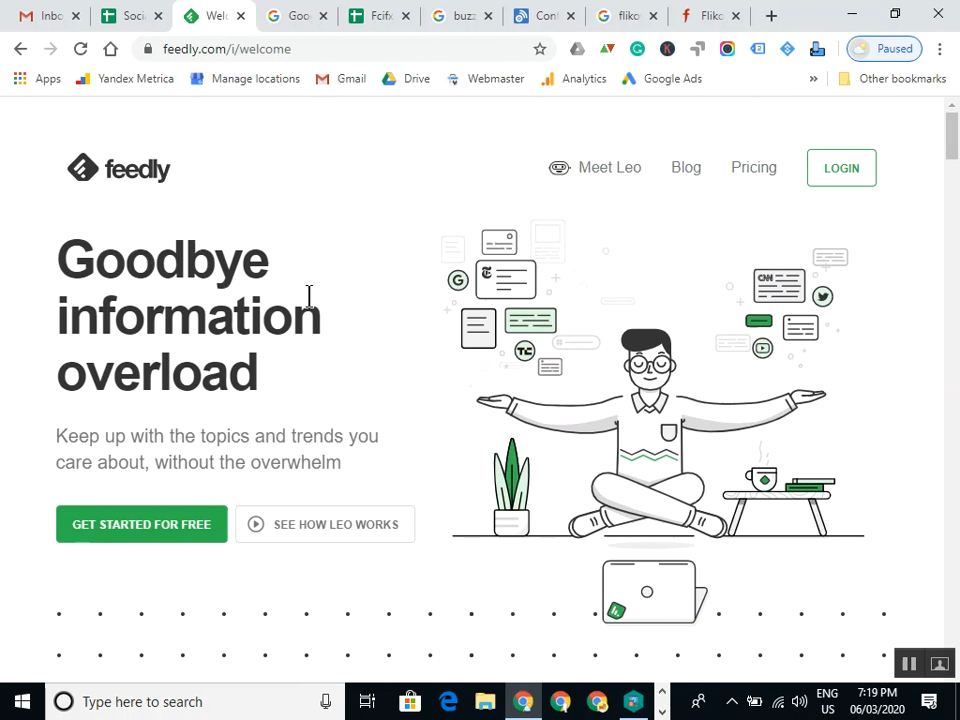 Inbo
Soci
Welc
Goo
Fcifx
buzz
Cont
fliko
Fliko
feedly.com/i/welcome
Paused
Apps
Yandex Metrica
Manage locations
Gmail
Drive
Webmaster
Analytics
Google Ads
»
Other bookmarks
feedly
Meet Leo
Blog
Pricing
LOGIN
Goodbye
information
overload
Keep up with the topics and trends you
care about, without the overwhelm
GET STARTED FOR FREE
SEE HOW LEO WORKS
G
CNN
TC
Type here to search
ENG
US
7:19 PM
06/03/2020